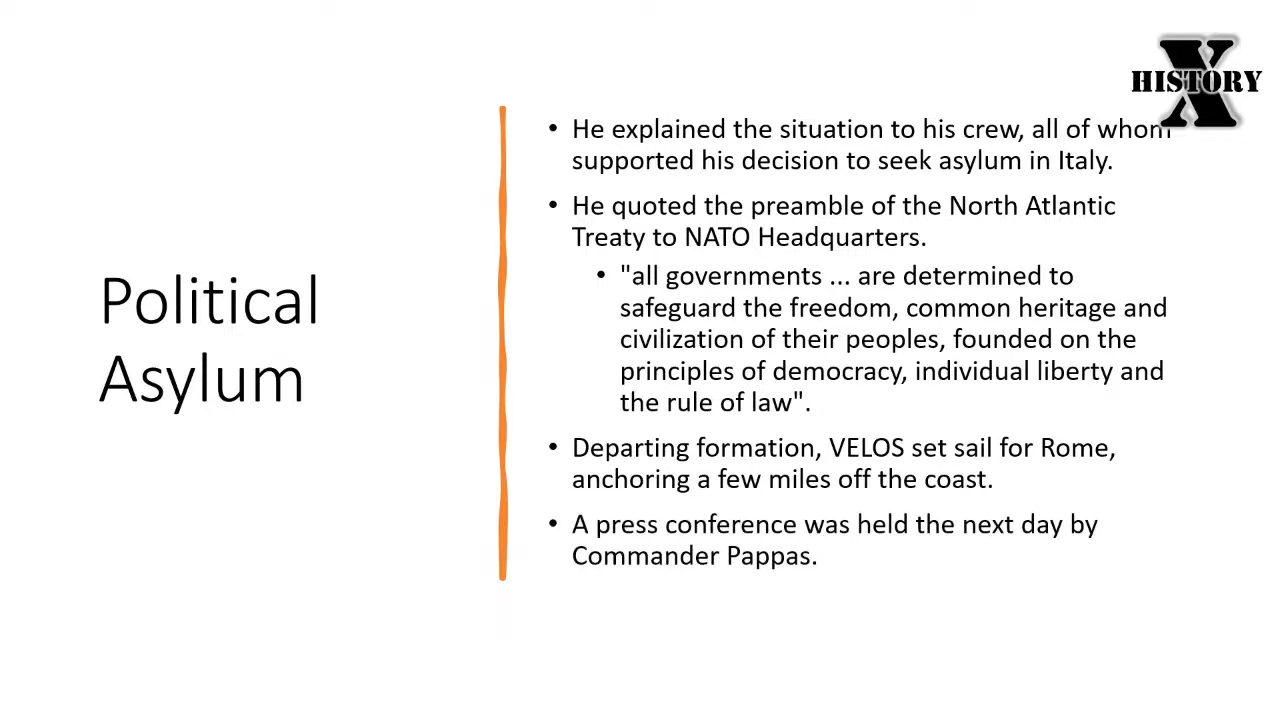 X
HISTORY
Political
Asylum
• He explained the situation to his crew, all of whom
supported his decision to seek asylum in Italy.
• He quoted the preamble of the North Atlantic
Treaty to NATO Headquarters.
• "all governments ... are determined to
safeguard the freedom, common heritage and
civilization of their peoples, founded on the
principles of democracy, individual liberty and
the rule of law".
• Departing formation, VELOS set sail for Rome,
anchoring a few miles off the coast.
• A press conference was held the next day by
Commander Pappas.